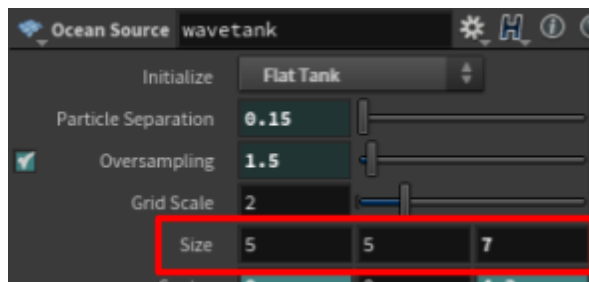 Ocean Source wavetank
Initialize Flat Tank
Particle Separation 0.15
Oversampling 1.5
Grid Scale 2
Size 5 5 7